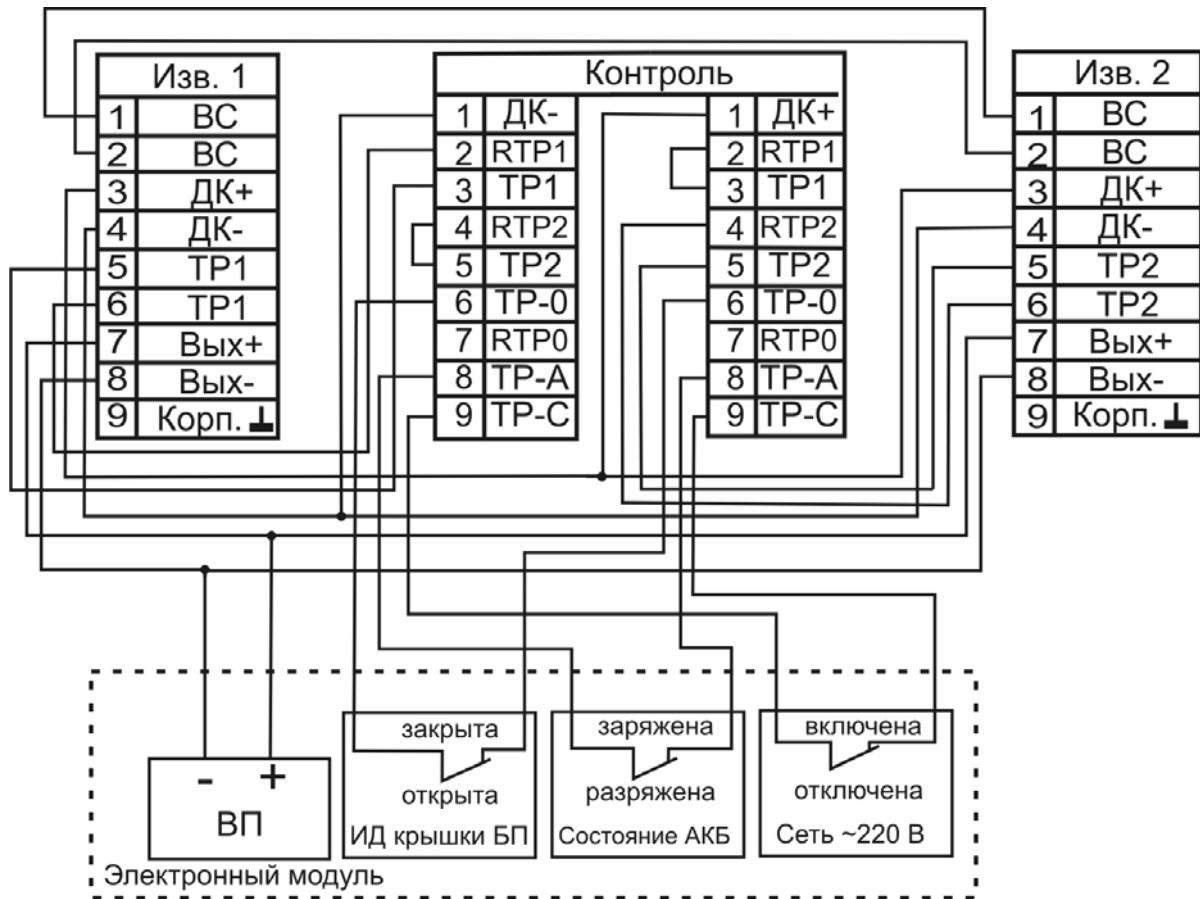 Изв. 1
1 ВС
2 ВС
3 ДК+
4 ДК-
5 ТР1
6 ТР1
7 Вых+
8 Вых-
9 Корп.
Контроль
1 ДК-
2 RTP1
3 TP1
4 RTP2
5 TP2
6 TP-0
7 RTP0
8 TP-A
9 TP-C
1 ДК+
2 RTP1
3 TP1
4 RTP2
5 TP2
6 TP-0
7 RTP0
8 TP-A
9 TP-C
Изв. 2
1 ВС
2 ВС
3 ДК+
4 ДК-
5 ТР2
6 ТР2
7 Вых+
8 Вых-
9 Корп.
- +
ВП
закрыта
открыта
ИД крышки БП
заряжена
разряжена
Состояние АКБ
включена
отключена
Сеть ~220 В
Электронный модуль